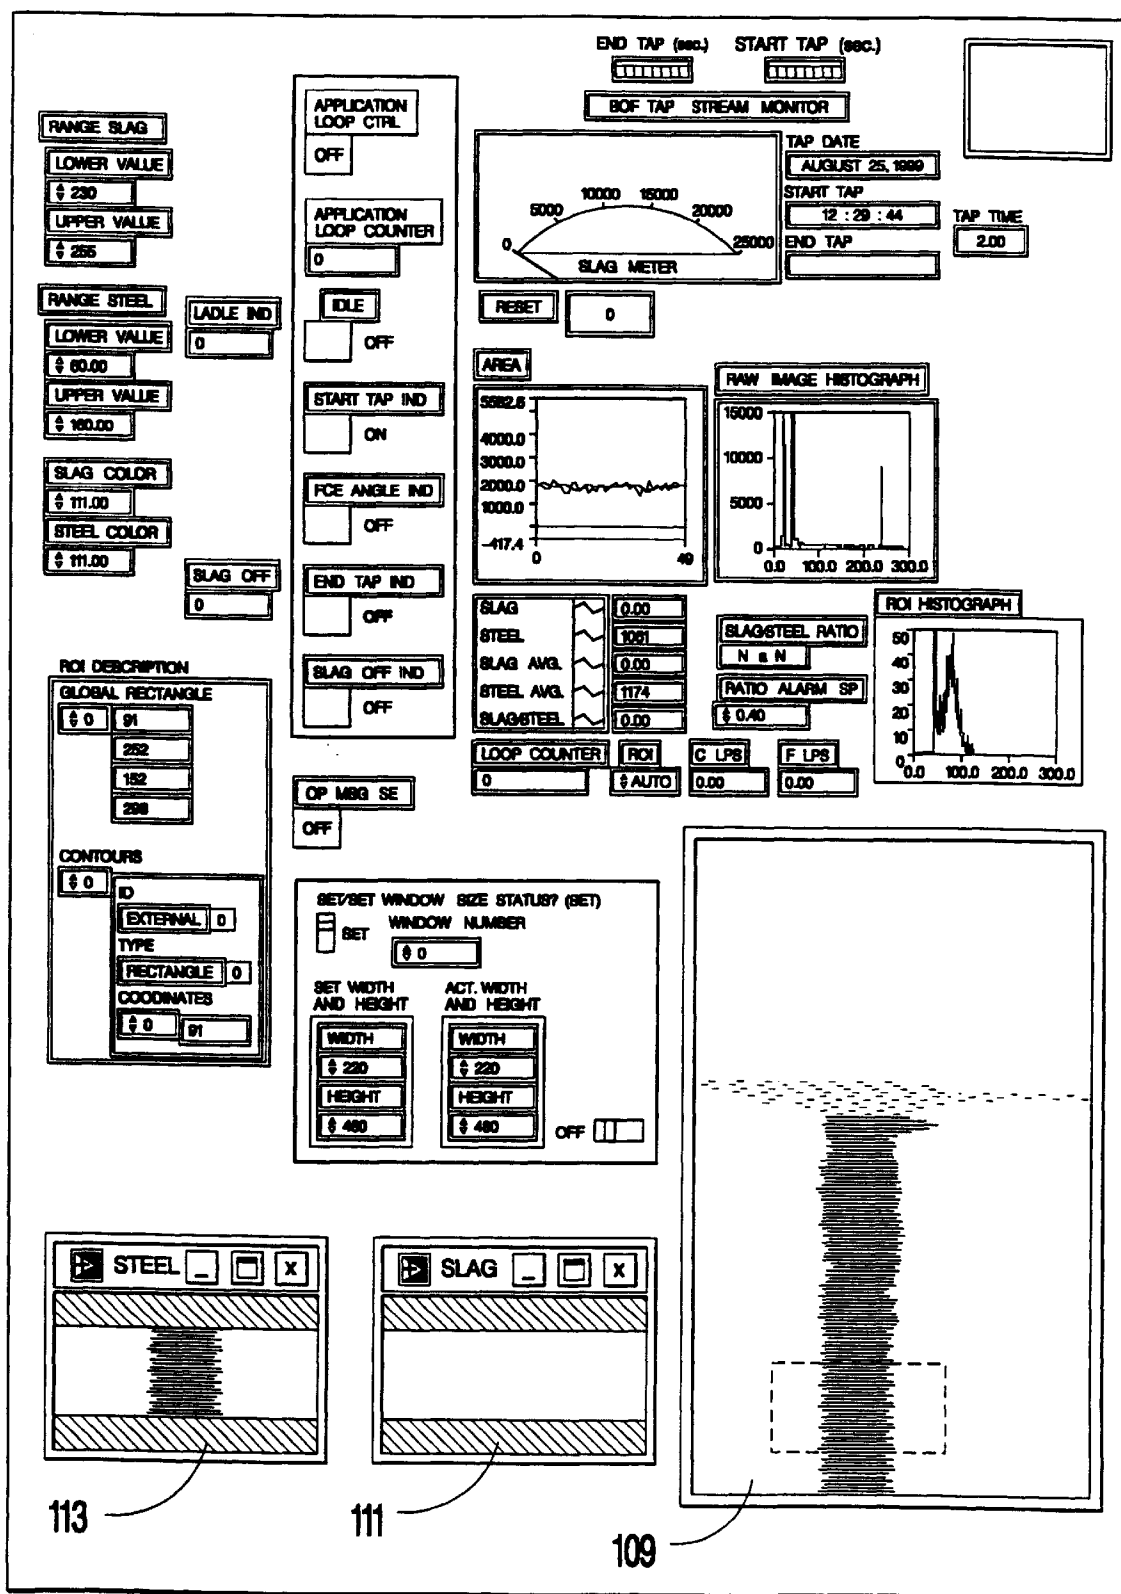 END TAP (sec.)
START TAP (sec.)
BOF TAP STREAM MONITOR
RANGE SLAG
LOWER VALUE
230
UPPER VALUE
255
RANGE STEEL
LOWER VALUE
60.00
UPPER VALUE
160.00
SLAG COLOR
111.00
STEEL COLOR
111.00
LADLE IND
0
SLAG OFF
0
APPLICATION
LOOP CTRL
OFF
APPLICATION
LOOP COUNTER
0
IDLE
OFF
START TAP IND
ON
FCE ANGLE IND
OFF
END TAP IND
OFF
SLAG OFF IND
OFF
0
5000
10000
15000
20000
25000
SLAG METER
TAP DATE
AUGUST 25, 1999
START TAP
12 : 29 : 44
END TAP
TAP TIME
2.00
RESET
0
AREA
5582.6
4000.0
3000.0
2000.0
1000.0
-417.4
0
49
RAW IMAGE HISTOGRAPH
15000
10000
5000
0
0.0 100.0 200.0 300.0
SLAG 0.00
STEEL 1061
SLAG AVG. 0.00
STEEL AVG. 1174
SLAG/STEEL 0.00
SLAG/STEEL RATIO
N a N
RATIO ALARM SP
0.40
ROI HISTOGRAPH
50
40
30
20
10
0
0.0 100.0 200.0 300.0
LOOP COUNTER
0
ROI
AUTO
C LPS
0.00
F LPS
0.00
ROI DESCRIPTION
GLOBAL RECTANGLE
0 91
252
152
298
CONTOURS
0
ID
EXTERNAL 0
TYPE
RECTANGLE 0
COODINATES
0 91
OP MSG SE
OFF
SET/SET WINDOW SIZE STATUS? (SET)
SET
WINDOW NUMBER
0
SET WIDTH
AND HEIGHT
WIDTH
220
HEIGHT
480
ACT. WIDTH
AND HEIGHT
WIDTH
220
HEIGHT
480
OFF
STEEL _ X
SLAG _ X
113
111
109